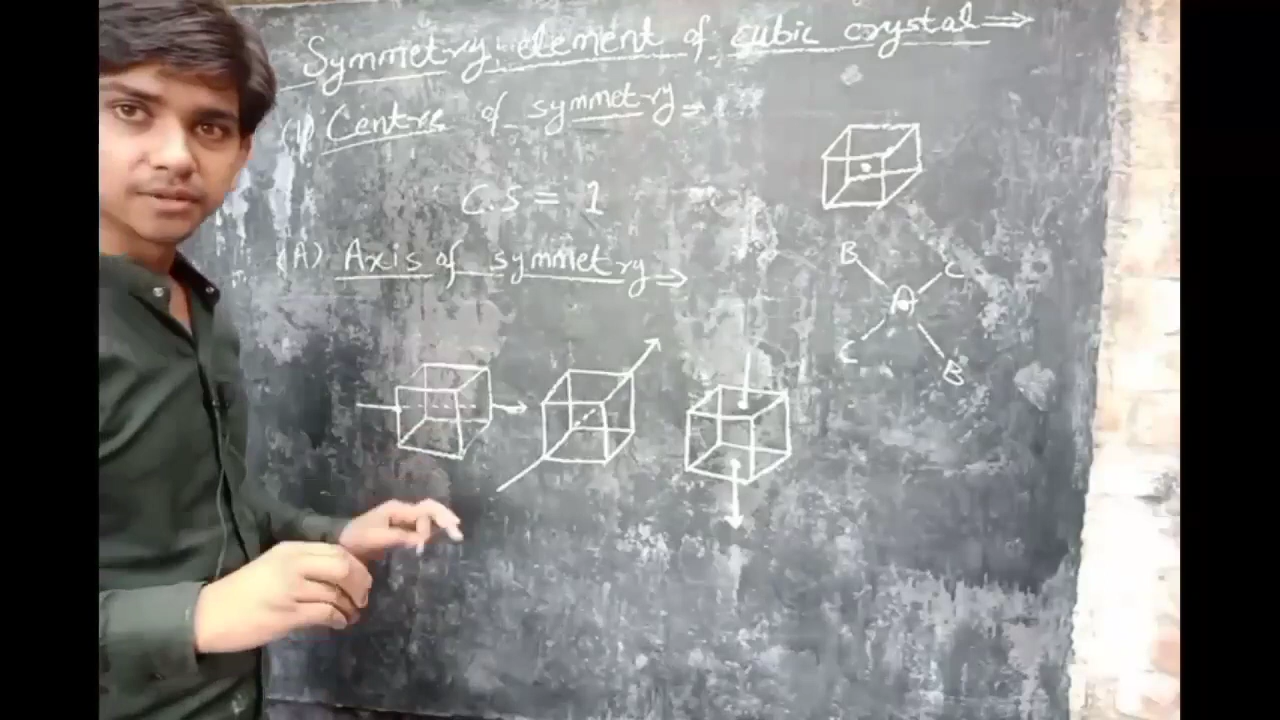 Symmetry element of cubic crystal ⇒
(1) Centre of symmetry →
C.S = 1
(A) Axis of symmetry ⇒
B C
A
C B